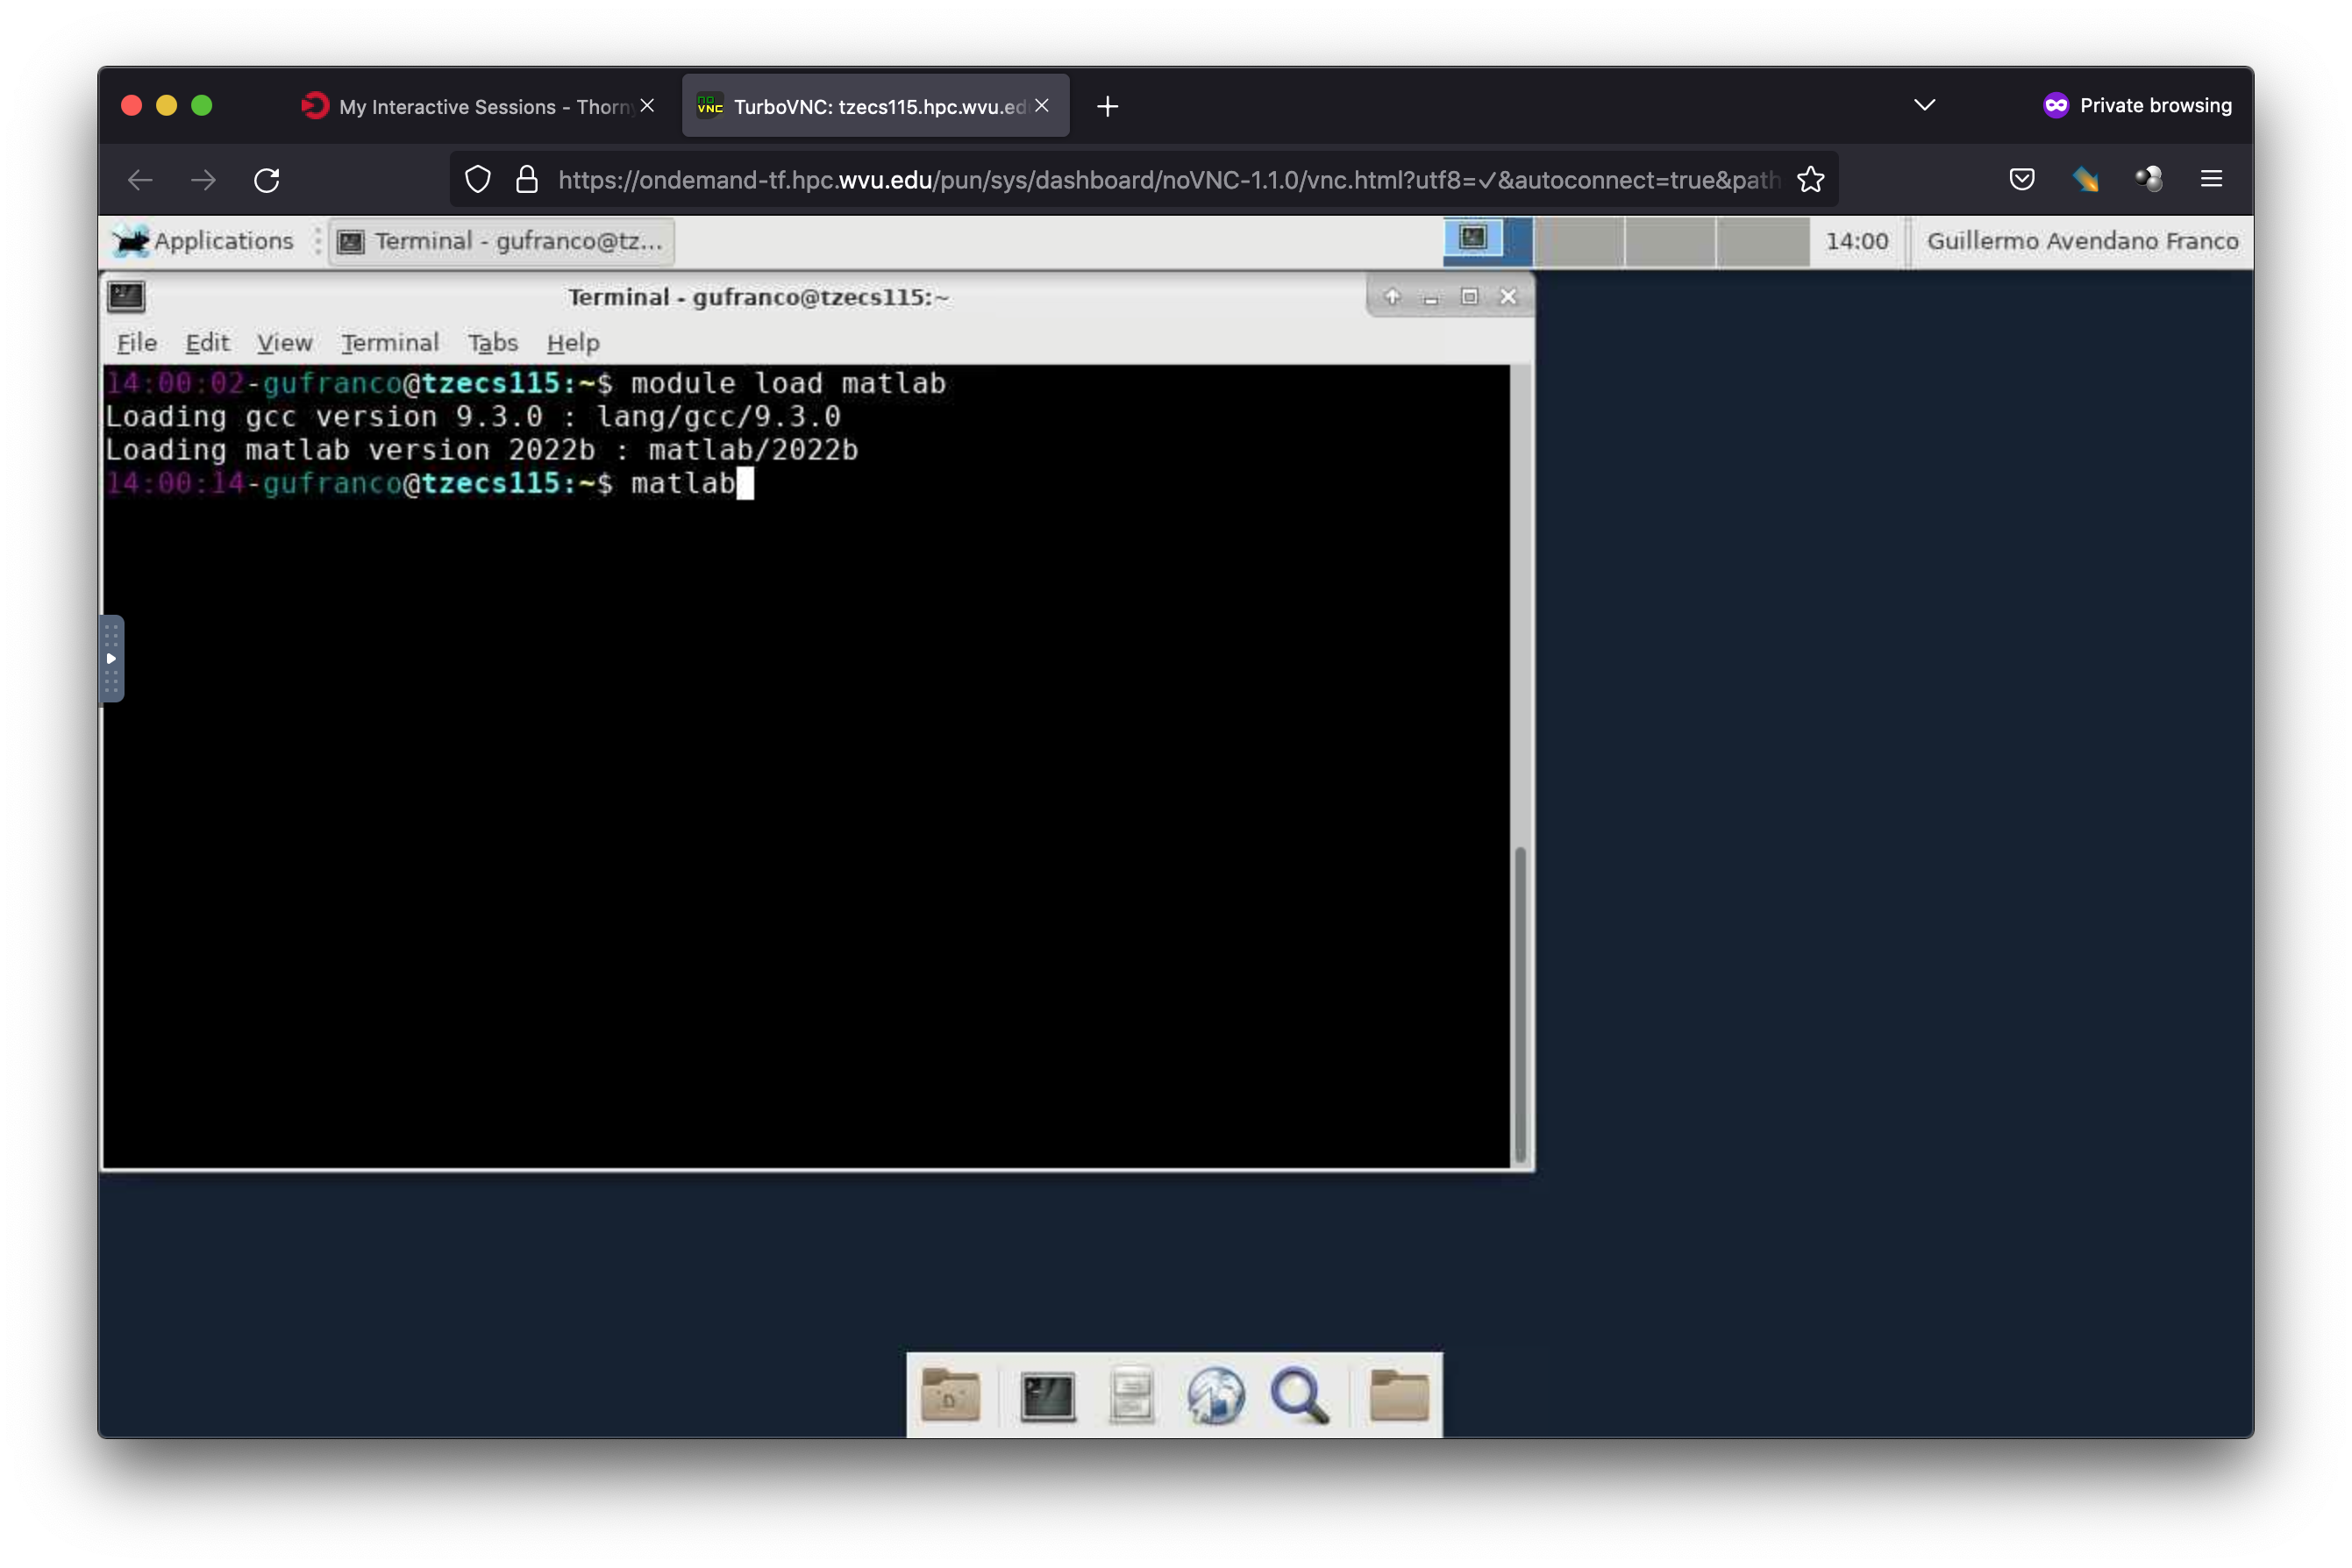 My Interactive Sessions - Thorn
TurboVNC: tzecs115.hpc.wvu.ed
Private browsing
https://ondemand-tf.hpc.wvu.edu/pun/sys/dashboard/noVNC-1.1.0/vnc.html?utf8=✓&autoconnect=true&path
Applications
Terminal - gufranco@tz...
14:00
Guillermo Avendano Franco
Terminal - gufranco@tzecs115:~
File Edit View Terminal Tabs Help
14:00:02-gufranco@tzecs115:~$ module load matlab
Loading gcc version 9.3.0 : lang/gcc/9.3.0
Loading matlab version 2022b : matlab/2022b
14:00:14-gufranco@tzecs115:~$ matlab